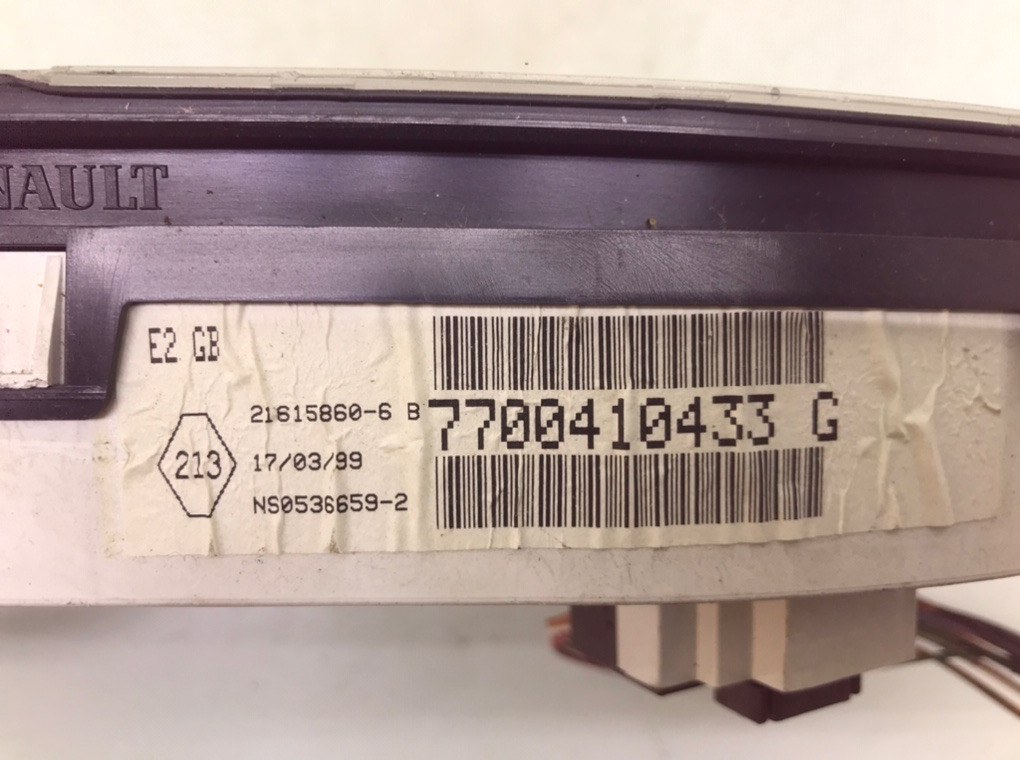 NAULT
E2 GB
21615860-6 B
7700410433 G
213
17/03/99
NS0536659-2